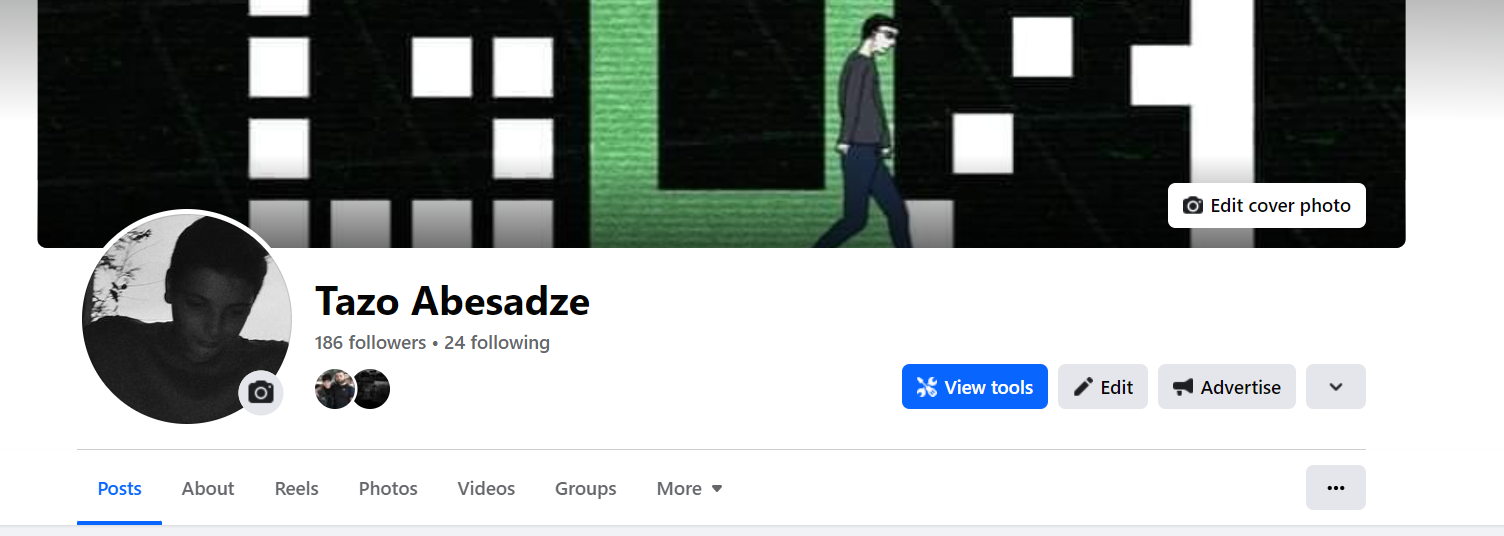 Edit cover photo
Tazo Abesadze
186 followers • 24 following
View tools
Edit
Advertise
Posts
About
Reels
Photos
Videos
Groups
More